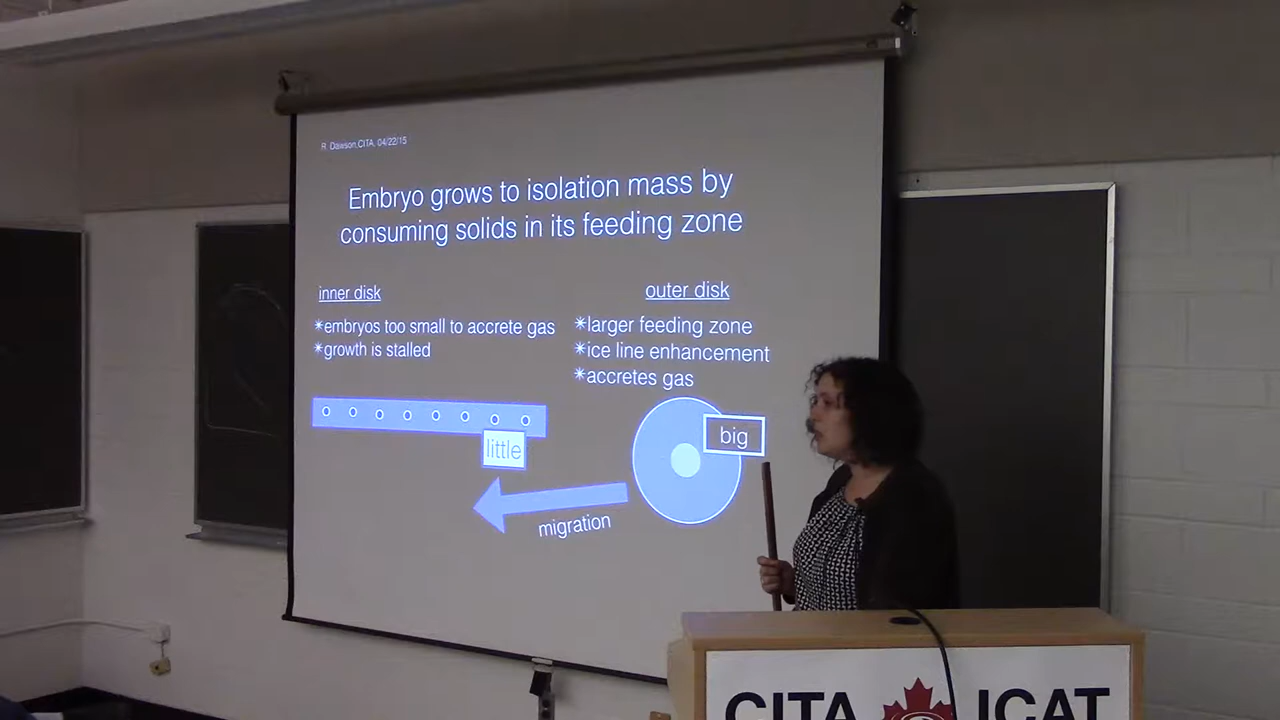 R. Dawson, CITA, 04/22/15
Embryo grows to isolation mass by
consuming solids in its feeding zone
inner disk
*embryos too small to accrete gas
*growth is stalled
outer disk
*larger feeding zone
*ice line enhancement
*accretes gas
little
big
migration
CITA ICAT